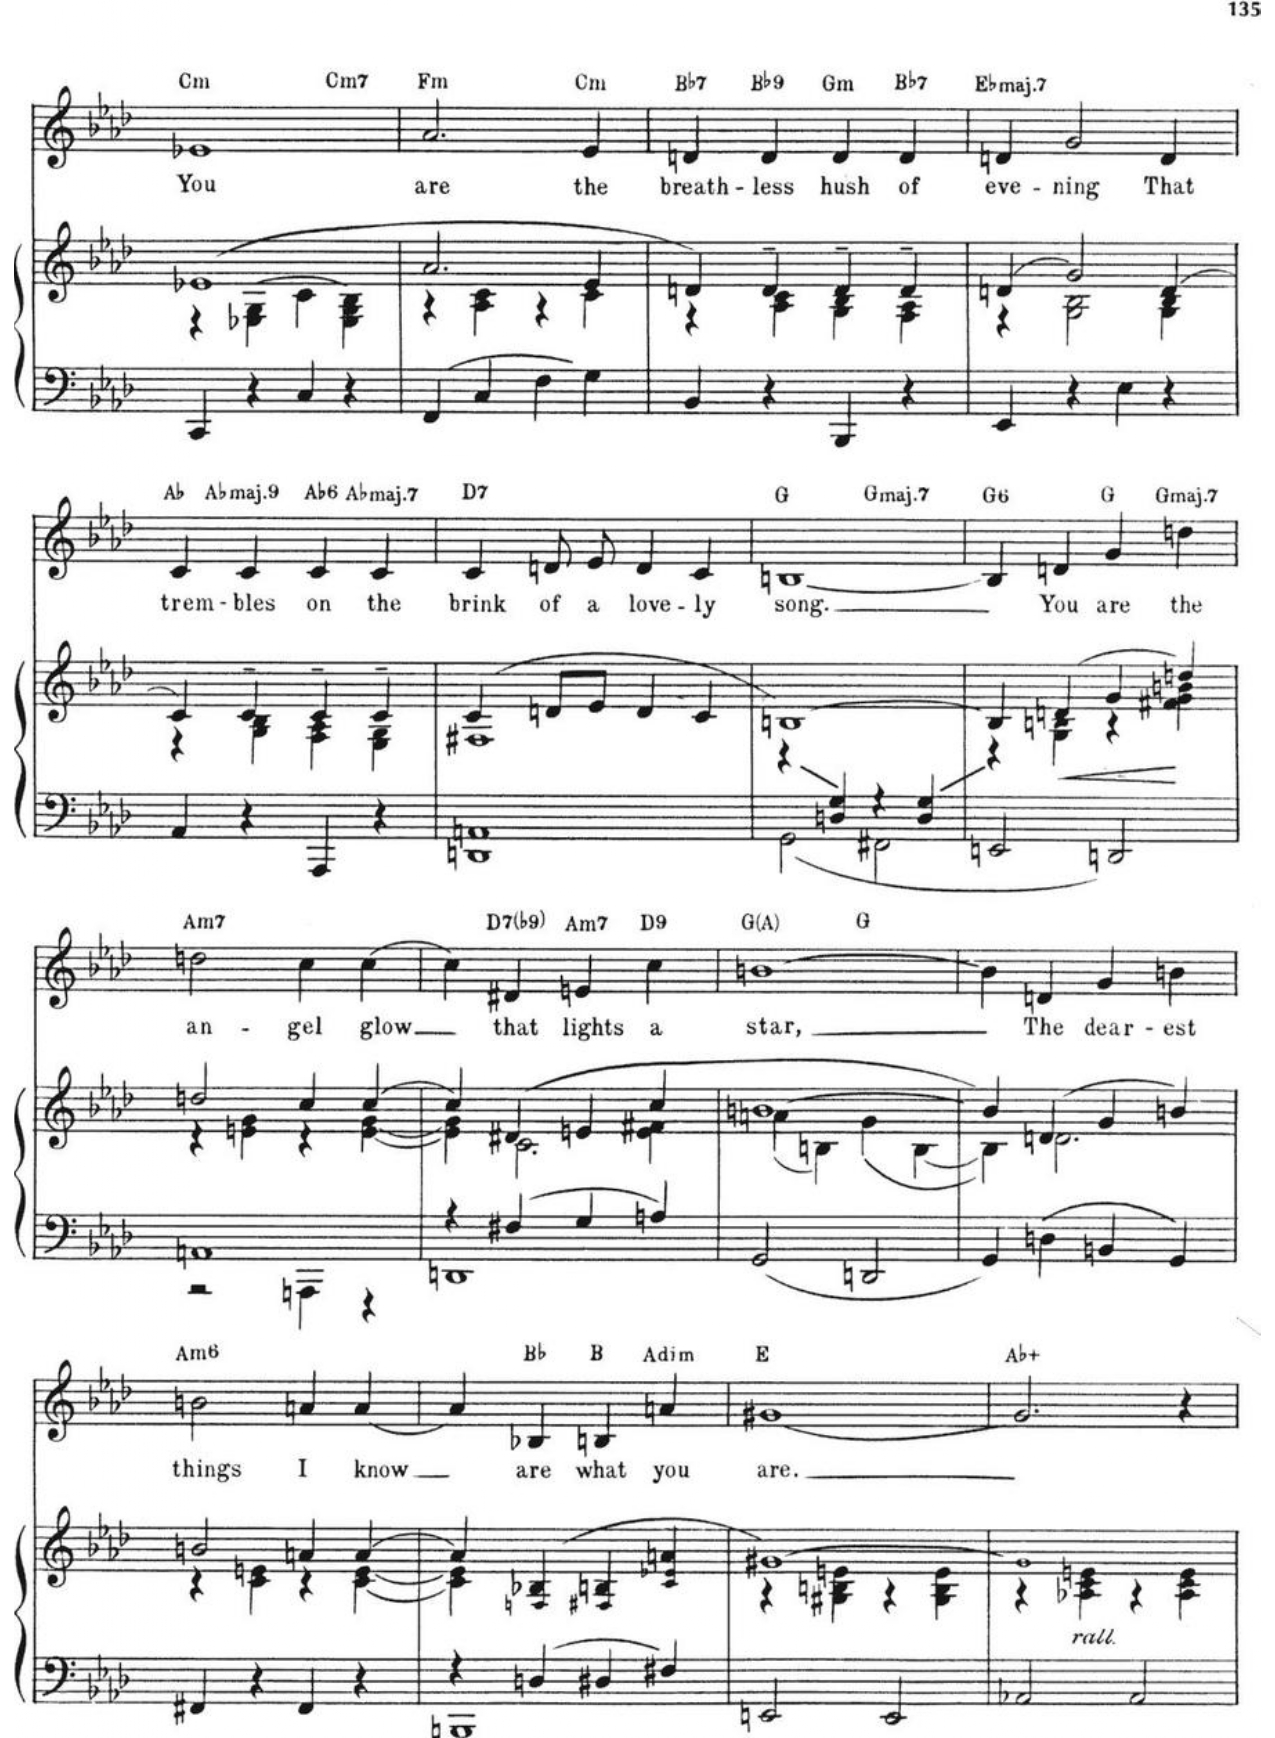 135
Cm Cm7 Fm Cm B♭7 B♭9 Gm B♭7 E♭maj.7
You are the breath - less hush of eve - ning That
A♭ A♭maj.9 A♭6 A♭maj.7 D7 G Gmaj.7 G6 G Gmaj.7
trem - bles on the brink of a love - ly song. You are the
Am7 D7(♭9) Am7 D9 G(A) G
an - gel glow that lights a star, The dear - est
Am6 B♭ B Adim E A♭+
things I know are what you are.
rall.